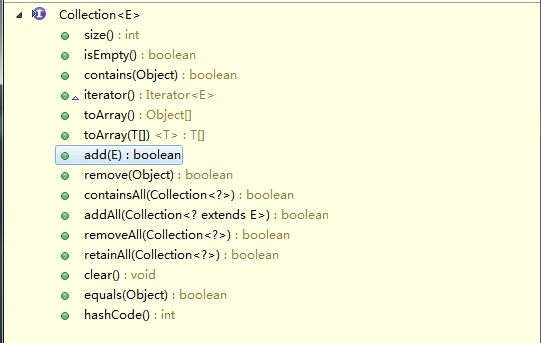 Collection<E>
size() : int
isEmpty() : boolean
contains(Object) : boolean
iterator() : Iterator<E>
toArray() : Object[]
toArray(T[]) <T> : T[]
add(E) : boolean
remove(Object) : boolean
containsAll(Collection<?>) : boolean
addAll(Collection<? extends E>) : boolean
removeAll(Collection<?>) : boolean
retainAll(Collection<?>) : boolean
clear() : void
equals(Object) : boolean
hashCode() : int